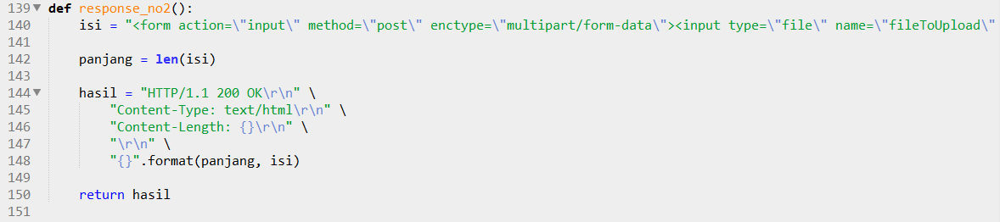 139 def response_no2():
140     isi = "<form action=\"input\" method=\"post\" enctype=\"multipart/form-data\"><input type=\"file\" name=\"fileToUpload\"
141
142     panjang = len(isi)
143
144     hasil = "HTTP/1.1 200 OK\r\n" \
145         "Content-Type: text/html\r\n" \
146         "Content-Length: {}\r\n" \
147         "\r\n" \
148         "{}".format(panjang, isi)
149
150     return hasil
151